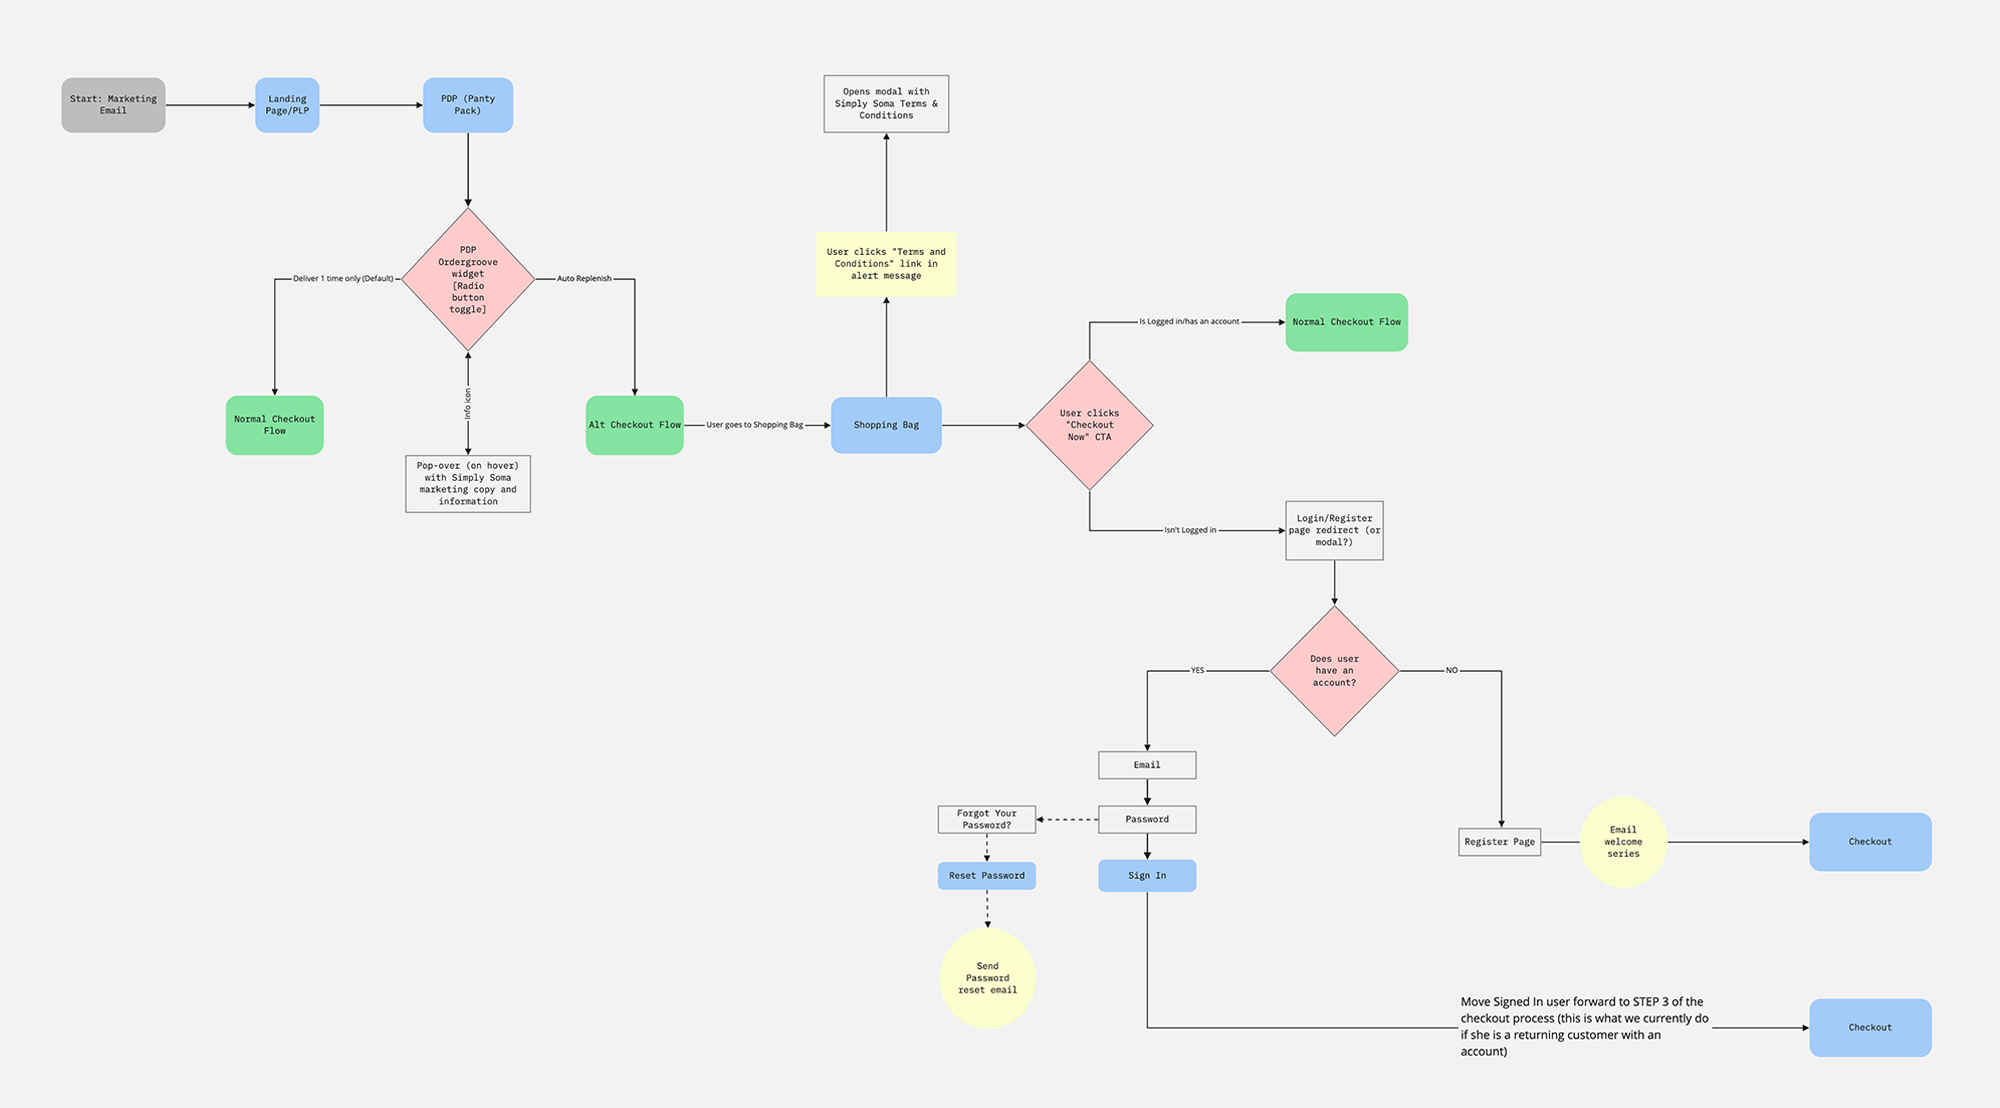 Start: Marketing
Email
Landing
Page/PLP
PDP (Panty
Pack)
Opens modal with
Simply Soma Terms &
Conditions
PDP
Ordergroove
widget
[Radio
button
toggle]
Deliver 1 time only (Default)
Auto Replenish
User clicks "Terms and
Conditions" link in
alert message
Is Logged in/has an account
Normal Checkout Flow
Info icon
Normal Checkout
Flow
Alt Checkout Flow
User goes to Shopping Bag
Shopping Bag
User clicks
"Checkout
Now" CTA
Pop-over (on hover)
with Simply Soma
marketing copy and
information
Isn't Logged in
Login/Register
page redirect (or
modal?)
Does user
have an
account?
YES
NO
Email
Password
Forgot Your
Password?
Reset Password
Sign In
Send
Password
reset email
Register Page
Email
welcome
series
Checkout
Move Signed In user forward to STEP 3 of the
checkout process (this is what we currently do
if she is a returning customer with an
account)
Checkout